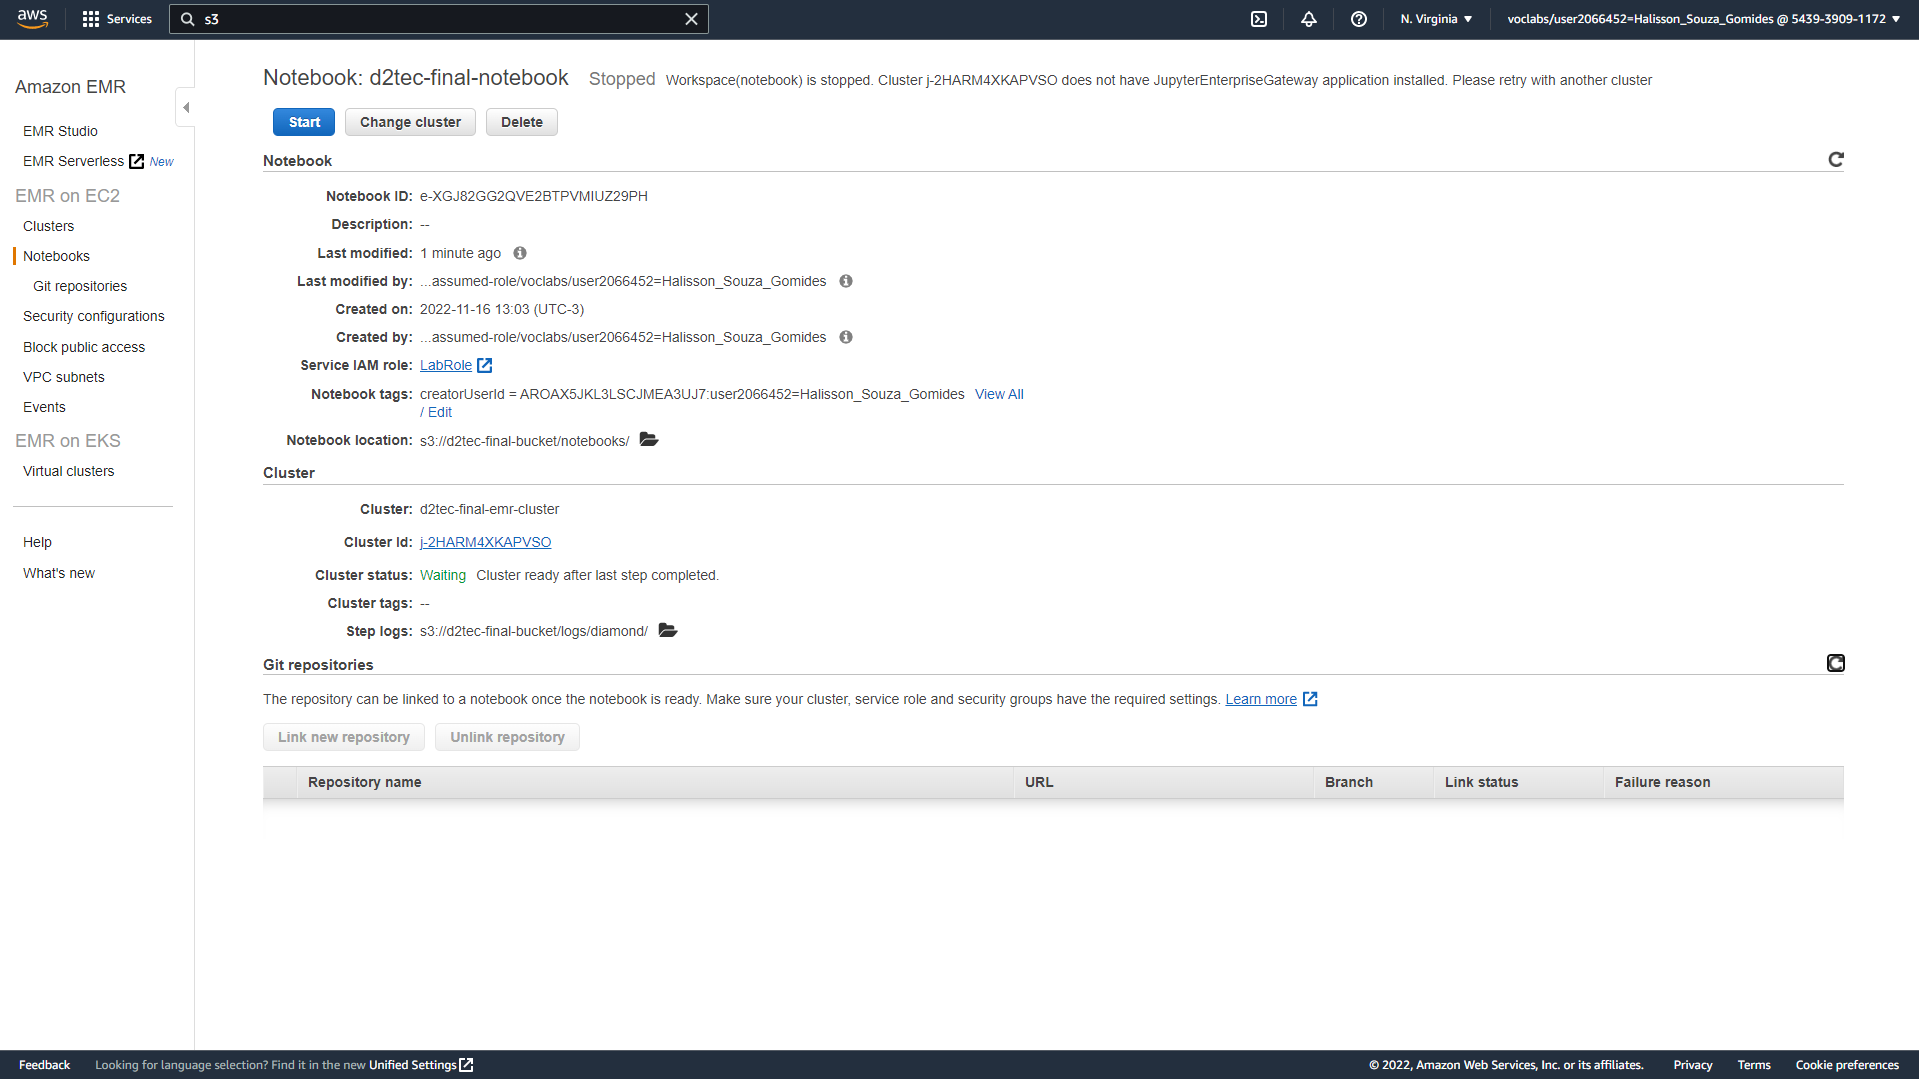 aws
Services
s3
N. Virginia
voclabs/user2066452=Halisson_Souza_Gomides @ 5439-3909-1172
Amazon EMR
EMR Studio
EMR Serverless New
EMR on EC2
Clusters
Notebooks
Git repositories
Security configurations
Block public access
VPC subnets
Events
EMR on EKS
Virtual clusters
Help
What's new
Notebook: d2tec-final-notebook Stopped Workspace(notebook) is stopped. Cluster j-2HARM4XKAPVSO does not have JupyterEnterpriseGateway application installed. Please retry with another cluster
Start Change cluster Delete
Notebook
Notebook ID: e-XGJ82GG2QVE2BTPVMIUZ29PH
Description: --
Last modified: 1 minute ago
Last modified by: ...assumed-role/voclabs/user2066452=Halisson_Souza_Gomides
Created on: 2022-11-16 13:03 (UTC-3)
Created by: ...assumed-role/voclabs/user2066452=Halisson_Souza_Gomides
Service IAM role: LabRole
Notebook tags: creatorUserId = AROAX5JKL3LSCJMEA3UJ7:user2066452=Halisson_Souza_Gomides View All
/ Edit
Notebook location: s3://d2tec-final-bucket/notebooks/
Cluster
Cluster: d2tec-final-emr-cluster
Cluster Id: j-2HARM4XKAPVSO
Cluster status: Waiting Cluster ready after last step completed.
Cluster tags: --
Step logs: s3://d2tec-final-bucket/logs/diamond/
Git repositories
The repository can be linked to a notebook once the notebook is ready. Make sure your cluster, service role and security groups have the required settings. Learn more
Link new repository Unlink repository
Repository name URL Branch Link status Failure reason
Feedback Looking for language selection? Find it in the new Unified Settings © 2022, Amazon Web Services, Inc. or its affiliates. Privacy Terms Cookie preferences